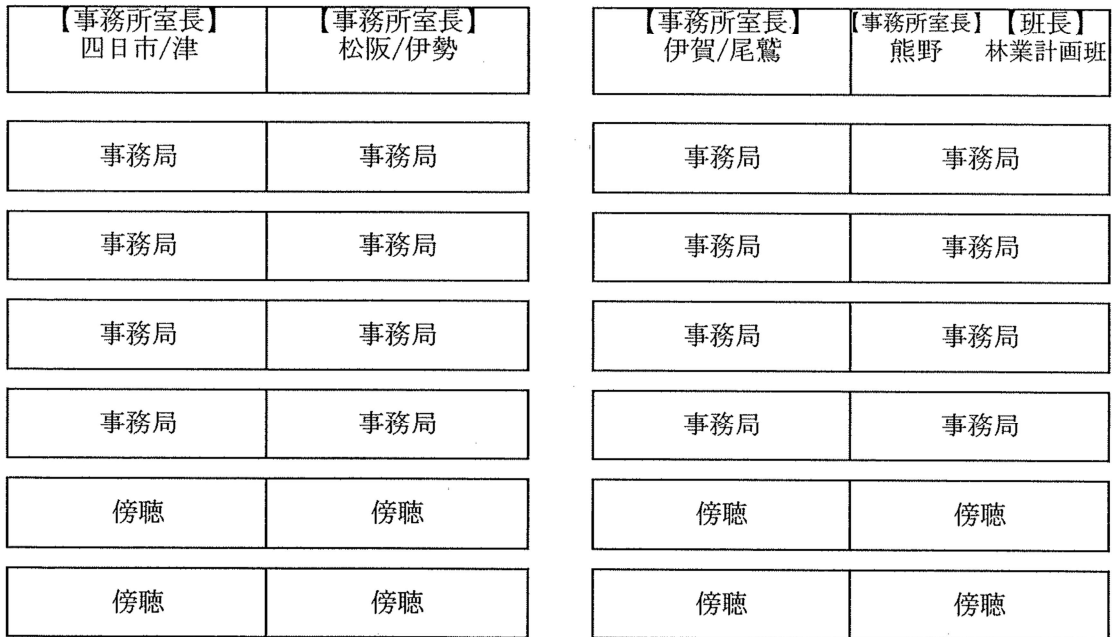 【事務所室長】 【事務所室長】 【事務所室長】 【事務所室長】 【班長】
四日市/津 松阪/伊勢 伊賀/尾鷲 熊野 林業計画班
事務局 事務局 事務局 事務局
事務局 事務局 事務局 事務局
事務局 事務局 事務局 事務局
事務局 事務局 事務局 事務局
傍聴 傍聴 傍聴 傍聴
傍聴 傍聴 傍聴 傍聴